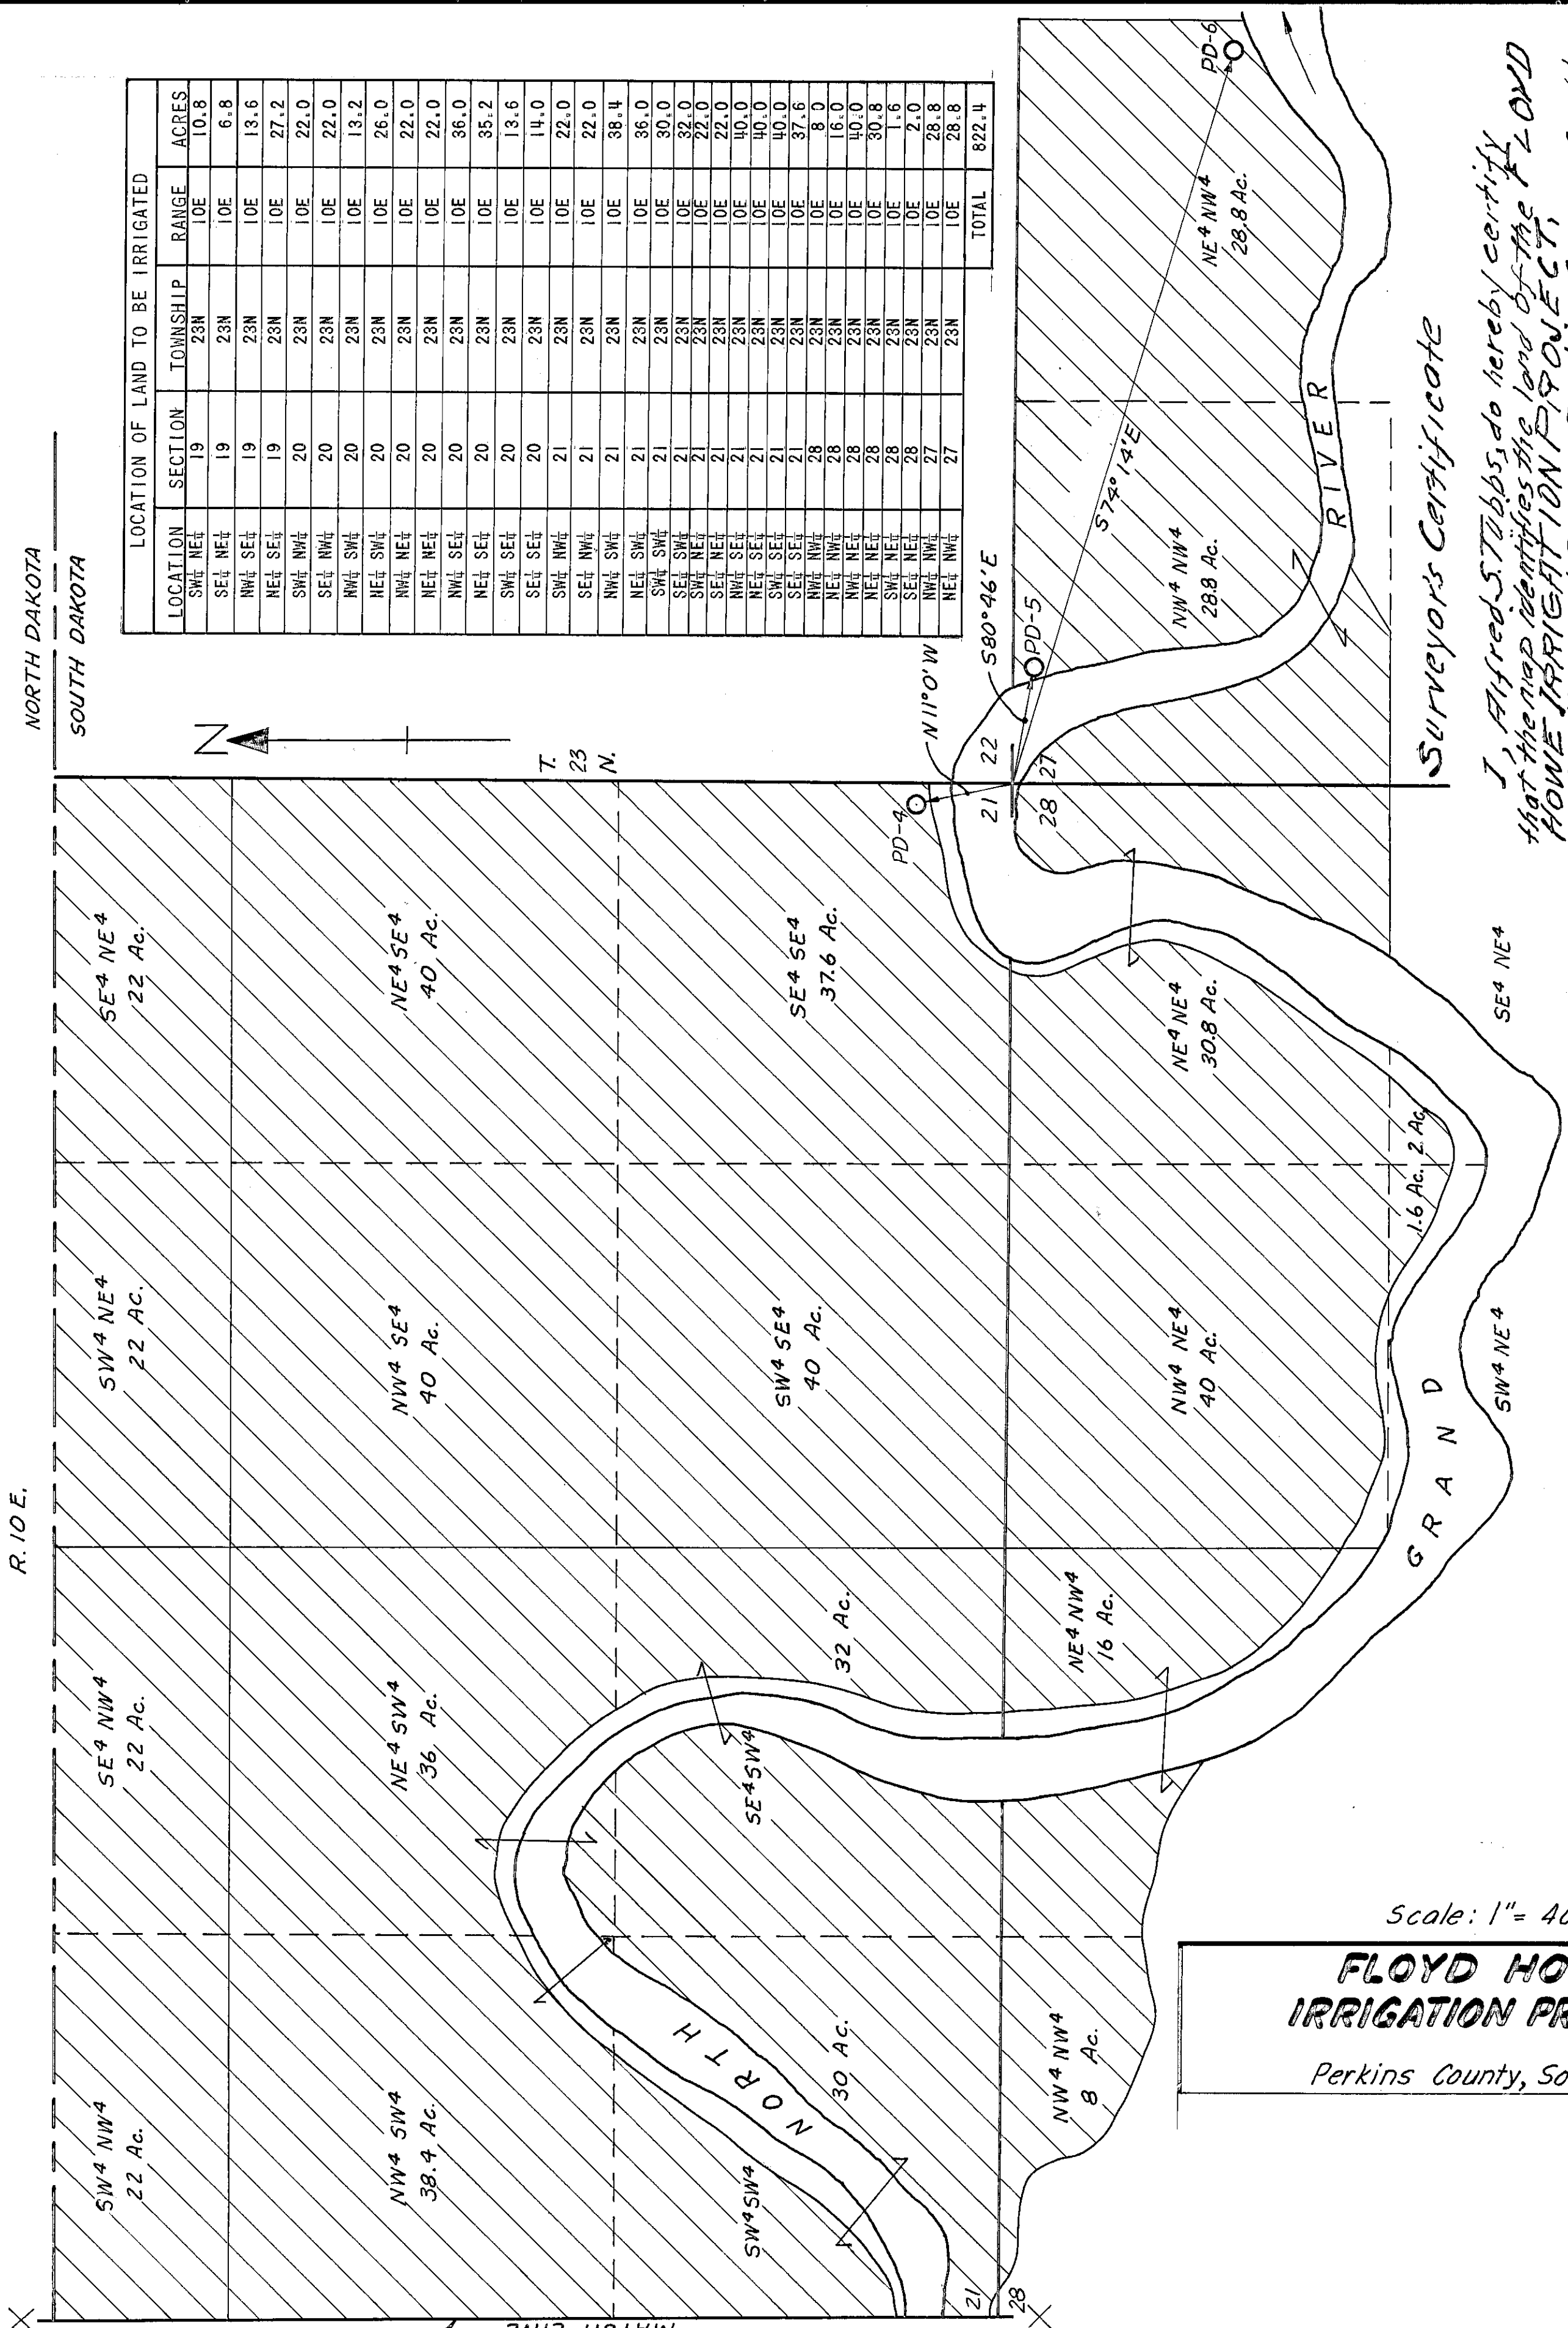 R. 10 E.
NORTH DAKOTA
SOUTH DAKOTA
LOCATION OF LAND TO BE IRRIGATED
LOCATION SECTION TOWNSHIP RANGE ACRES
SW¼ NE¼ 19 23N 10E 10.8
SE¼ NE¼ 19 23N 10E 6.8
NW¼ SE¼ 19 23N 10E 13.6
NE¼ SE¼ 19 23N 10E 27.2
SW¼ NW¼ 20 23N 10E 22.0
SE¼ NW¼ 20 23N 10E 22.0
NW¼ SW¼ 20 23N 10E 13.2
NE¼ SW¼ 20 23N 10E 26.0
NW¼ NE¼ 20 23N 10E 22.0
NE¼ NE¼ 20 23N 10E 22.0
NW¼ SE¼ 20 23N 10E 36.0
NE¼ SE¼ 20 23N 10E 35.2
SW¼ SE¼ 20 23N 10E 13.6
SE¼ SE¼ 20 23N 10E 14.0
SW¼ NW¼ 21 23N 10E 22.0
SE¼ NW¼ 21 23N 10E 22.0
NW¼ SW¼ 21 23N 10E 38.4
NE¼ SW¼ 21 23N 10E 36.0
SW¼ SW¼ 21 23N 10E 30.0
SE¼ SW¼ 21 23N 10E 32.0
SW¼ NE¼ 21 23N 10E 22.0
SE¼ NE¼ 21 23N 10E 22.0
NW¼ SE¼ 21 23N 10E 40.0
NE¼ SE¼ 21 23N 10E 40.0
SW¼ SE¼ 21 23N 10E 40.0
SE¼ SE¼ 21 23N 10E 37.6
NW¼ NW¼ 28 23N 10E 8.0
NE¼ NW¼ 28 23N 10E 16.0
NW¼ NE¼ 28 23N 10E 40.0
NE¼ NE¼ 28 23N 10E 30.8
SW¼ NE¼ 28 23N 10E 1.6
SE¼ NE¼ 28 23N 10E 2.0
NW¼ NW¼ 27 23N 10E 28.8
NE¼ NW¼ 27 23N 10E 28.8
TOTAL 822.4
N
T.
23
N.
SW⁴ NW⁴
22 Ac.
SE⁴ NW⁴
22 Ac.
SW⁴ NE⁴
22 Ac.
SE⁴ NE⁴
22 Ac.
NW⁴ SW⁴
38.4 Ac.
NE⁴ SW⁴
36 Ac.
NW⁴ SE⁴
40 Ac.
NE⁴ SE⁴
40 Ac.
MATCH LINE
SW⁴ SW⁴
30 Ac.
SE⁴ SW⁴
32 Ac.
SW⁴ SE⁴
40 Ac.
SE⁴ SE⁴
37.6 Ac.
NORTH
PD-4
N 11° 0' W
S80° 46' E
PD-5
S74° 14' E
PD-6
21
28
21 22
28 27
NW⁴ NW⁴
8 Ac.
NE⁴ NW⁴
16 Ac.
NW⁴ NE⁴
40 Ac.
NE⁴ NE⁴
30.8 Ac.
NW⁴ NW⁴
28.8 Ac.
NE⁴ NW⁴
28.8 Ac.
1.6 Ac. 2 Ac.
GRAND
RIVER
SW⁴ NE⁴
SE⁴ NE⁴
Surveyor's Certificate
I, Alfred S. Tubbs, do hereby certify
that the map identifies the land of the FLOYD
HOWE IRRIGATION PROJECT,
Scale: 1" = 40
FLOYD HO
IRRIGATION PR
Perkins County, So